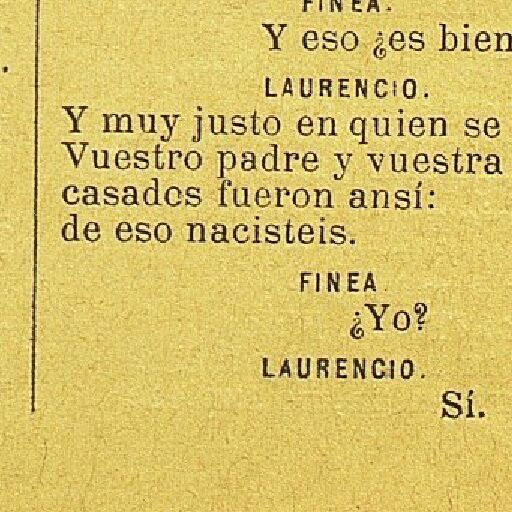 FINEA.
Y eso ¿es bien
LAURENCIO.
Y muy justo en quien se
Vuestro padre y vuestra
casados fueron ansí:
de eso nacisteis.
FINEA
¿Yo?
LAURENCIO.
Sí.